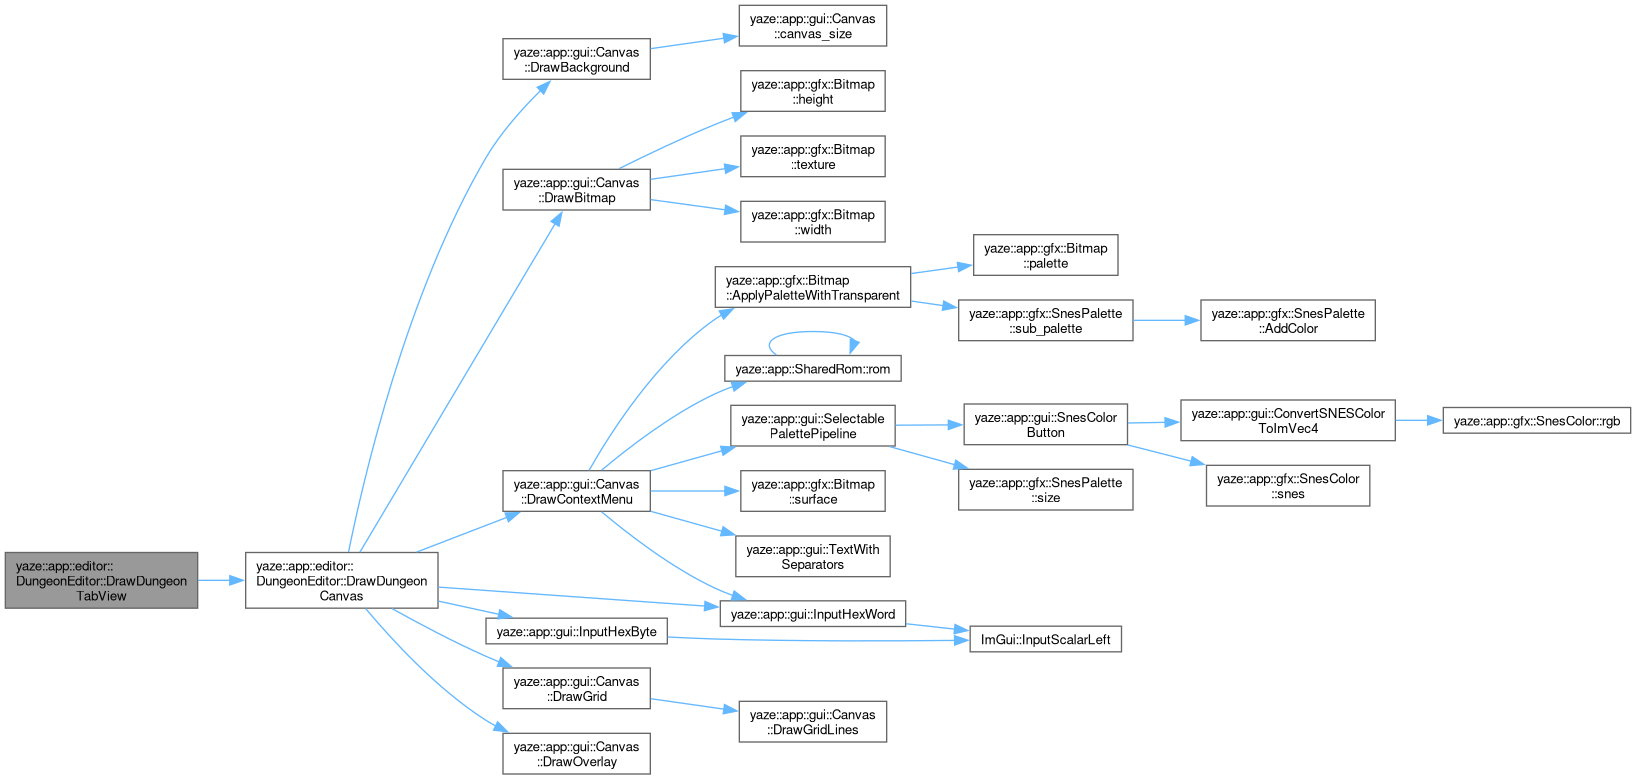 yaze::app::editor::
DungeonEditor::DrawDungeon
TabView
yaze::app::editor::
DungeonEditor::DrawDungeon
Canvas
yaze::app::gui::Canvas
::DrawBackground
yaze::app::gui::Canvas
::canvas_size
yaze::app::gui::Canvas
::DrawBitmap
yaze::app::gfx::Bitmap
::height
yaze::app::gfx::Bitmap
::texture
yaze::app::gfx::Bitmap
::width
yaze::app::gui::Canvas
::DrawContextMenu
yaze::app::gfx::Bitmap
::ApplyPaletteWithTransparent
yaze::app::gfx::Bitmap
::palette
yaze::app::gfx::SnesPalette
::sub_palette
yaze::app::gfx::SnesPalette
::AddColor
yaze::app::SharedRom::rom
yaze::app::gui::Selectable
PalettePipeline
yaze::app::gui::SnesColor
Button
yaze::app::gui::ConvertSNESColor
ToImVec4
yaze::app::gfx::SnesColor::rgb
yaze::app::gfx::SnesColor
::snes
yaze::app::gfx::SnesPalette
::size
yaze::app::gfx::Bitmap
::surface
yaze::app::gui::TextWith
Separators
yaze::app::gui::InputHexWord
yaze::app::gui::InputHexByte
ImGui::InputScalarLeft
yaze::app::gui::Canvas
::DrawGrid
yaze::app::gui::Canvas
::DrawGridLines
yaze::app::gui::Canvas
::DrawOverlay